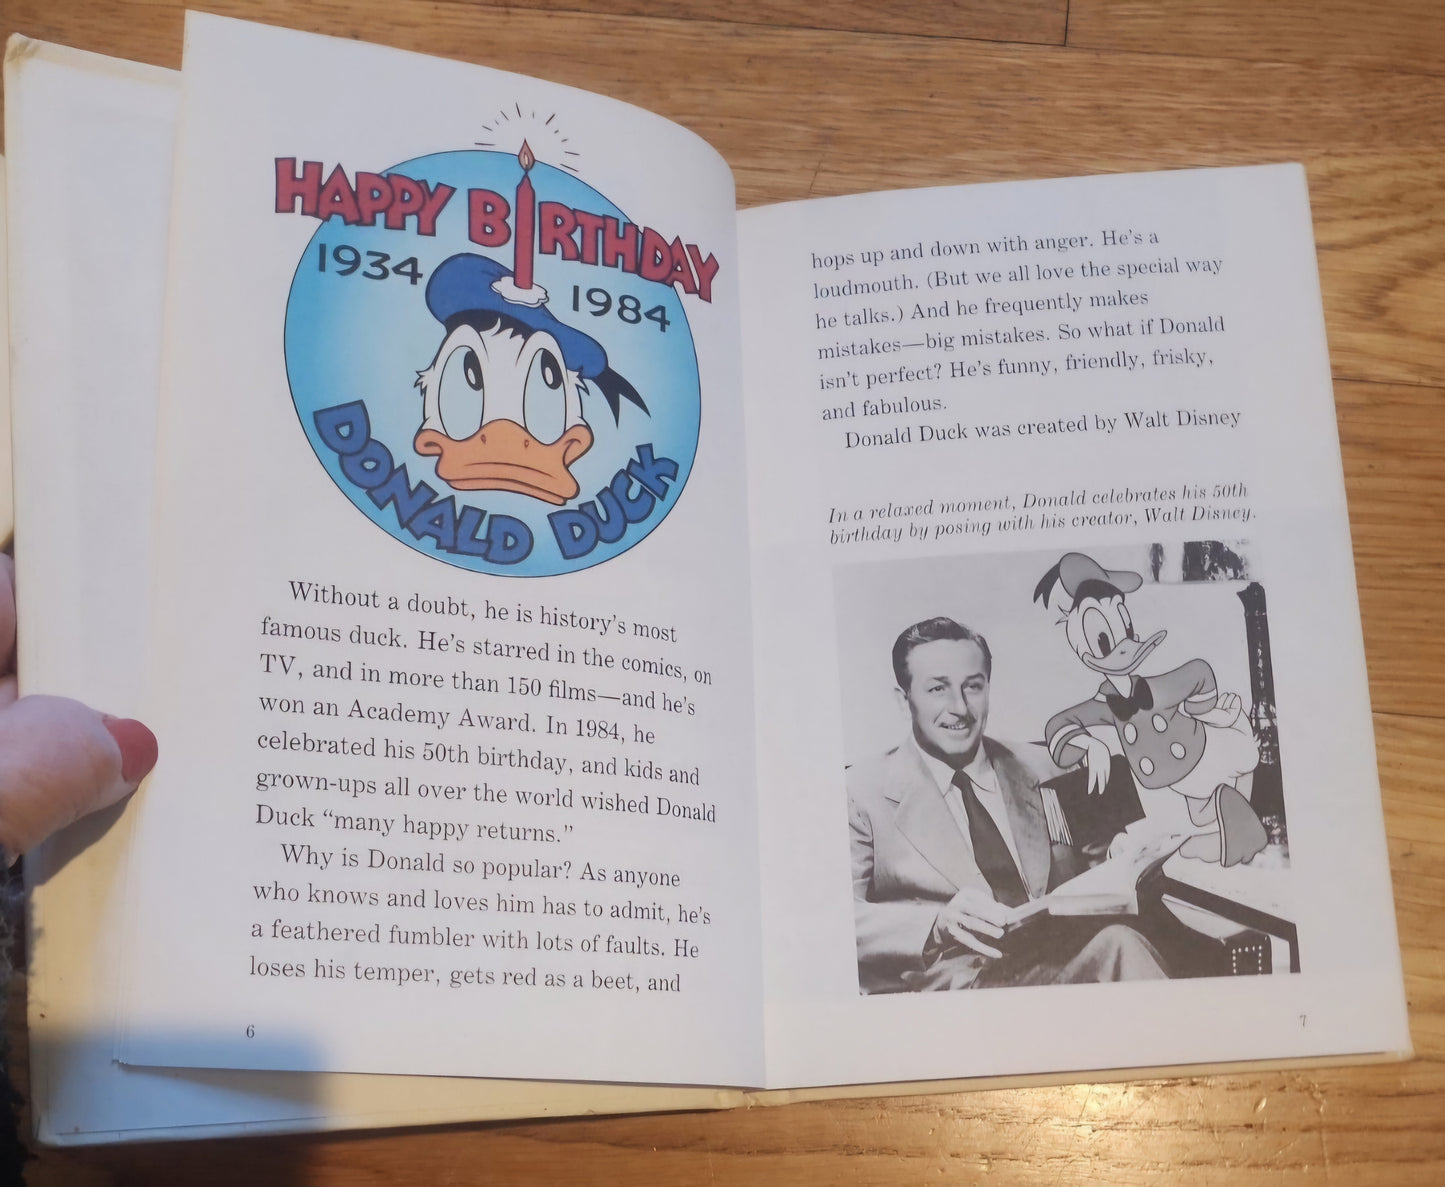 HAPPY BIRTHDAY
1934
1984
DONALD DUCK
Without a doubt, he is history's most
famous duck. He's starred in the comics, on
TV, and in more than 150 films—and he's
won an Academy Award. In 1984, he
celebrated his 50th birthday, and kids and
grown-ups all over the world wished Donald
Duck “many happy returns.”
Why is Donald so popular? As anyone
who knows and loves him has to admit, he's
a feathered fumbler with lots of faults. He
loses his temper, gets red as a beet, and
6
hops up and down with anger. He's a
loudmouth. (But we all love the special way
he talks.) And he frequently makes
mistakes—big mistakes. So what if Donald
isn't perfect? He's funny, friendly, frisky,
and fabulous.
Donald Duck was created by Walt Disney
In a relaxed moment, Donald celebrates his 50th
birthday by posing with his creator, Walt Disney.
7